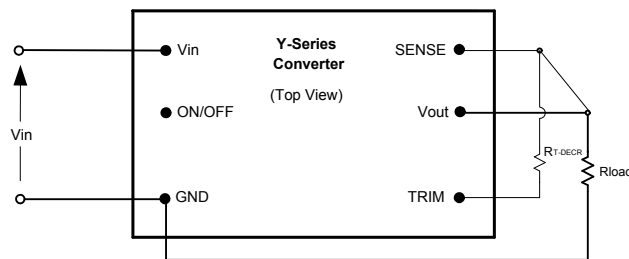 Y-Series
Converter
(Top View)
Vin
SENSE
ON/OFF
Vout
Vin
RT-DECR
Rload
GND
TRIM